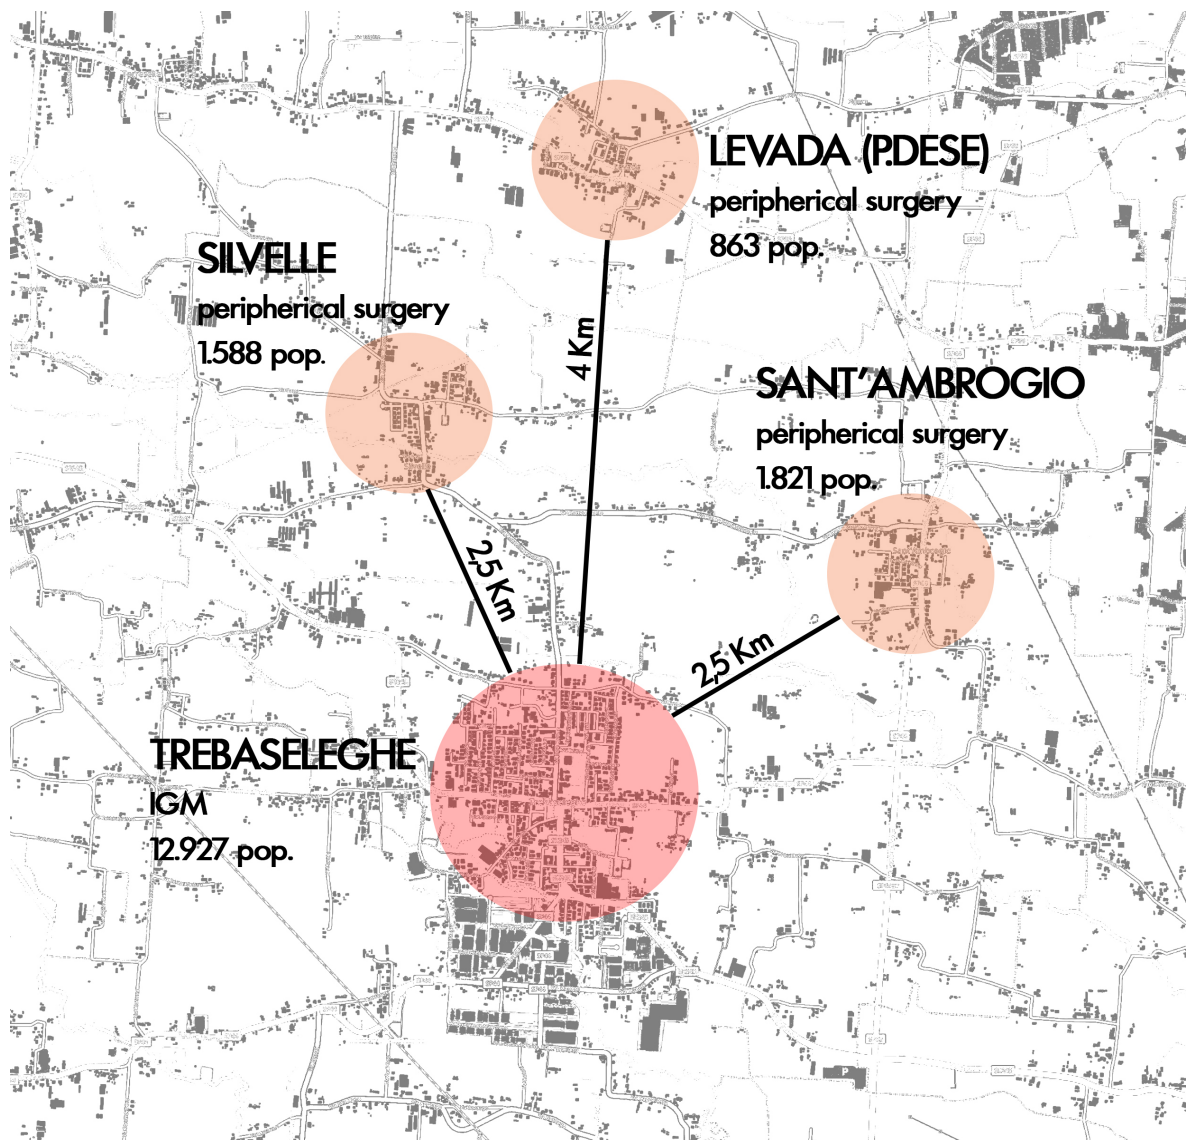 LEVADA (P.DESE)
peripherical surgery
863 pop.
SILVELLE
peripherical surgery
1.588 pop.
4 Km
SANT'AMBROGIO
peripherical surgery
1.821 pop.
2,5 Km
2,5 Km
TREBASELEGHE
IGM
12.927 pop.
P